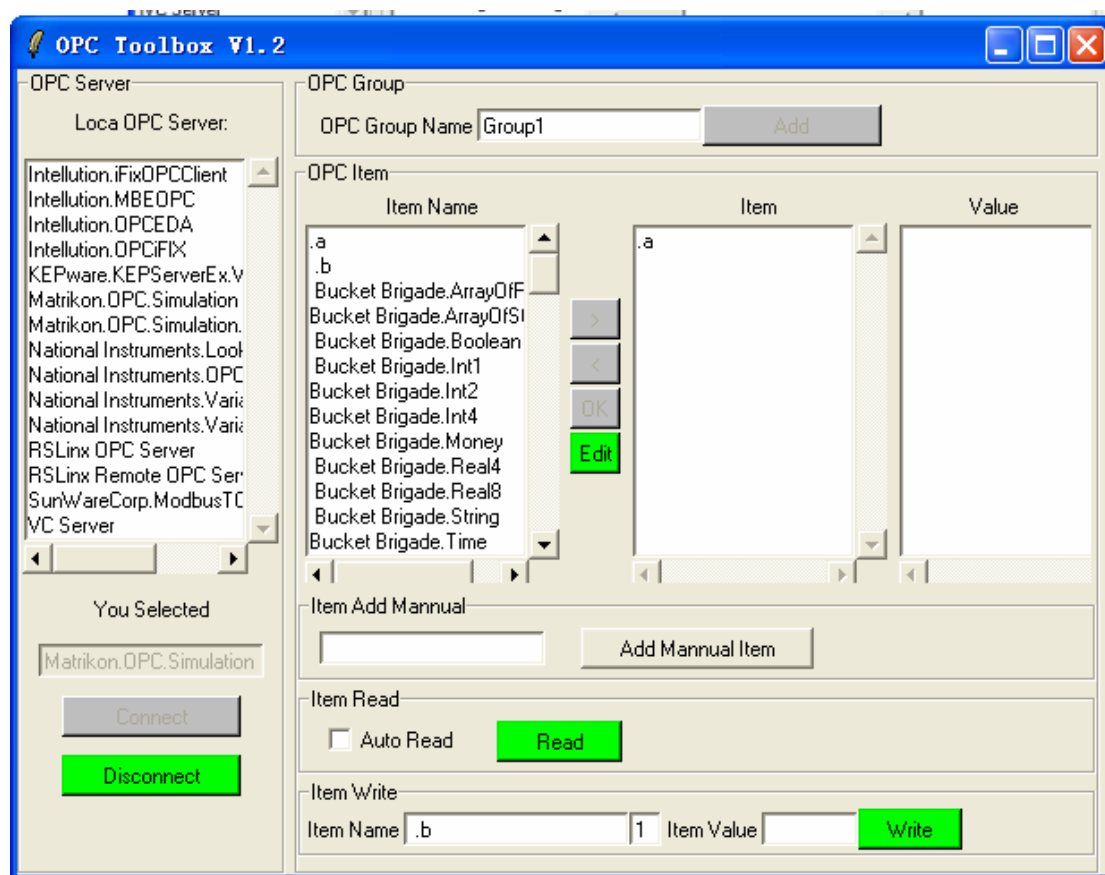 VC Server
OPC Toolbox V1.2
OPC Server
Loca OPC Server:
Intellution.iFixOPCClient
Intellution.MBEOPC
Intellution.OPCEDA
Intellution.OPCiFIX
KEPware.KEPServerEx.V
Matrikon.OPC.Simulation
Matrikon.OPC.Simulation.
National Instruments.Look
National Instruments.OPC
National Instruments.Varia
National Instruments.Varia
RSLinx OPC Server
RSLinx Remote OPC Ser
SunWareCorp.ModbusTC
VC Server
You Selected
Matrikon.OPC.Simulation
Connect
Disconnect
OPC Group
OPC Group Name Group1 Add
OPC Item
Item Name Item Value
.a
.b
Bucket Brigade.ArrayOfF
Bucket Brigade.ArrayOfSt
Bucket Brigade.Boolean
Bucket Brigade.Int1
Bucket Brigade.Int2
Bucket Brigade.Int4
Bucket Brigade.Money
Bucket Brigade.Real4
Bucket Brigade.Real8
Bucket Brigade.String
Bucket Brigade.Time
>
<
OK
Edit
.a
Item Add Mannual
Add Mannual Item
Item Read
Auto Read Read
Item Write
Item Name .b 1 Item Value Write